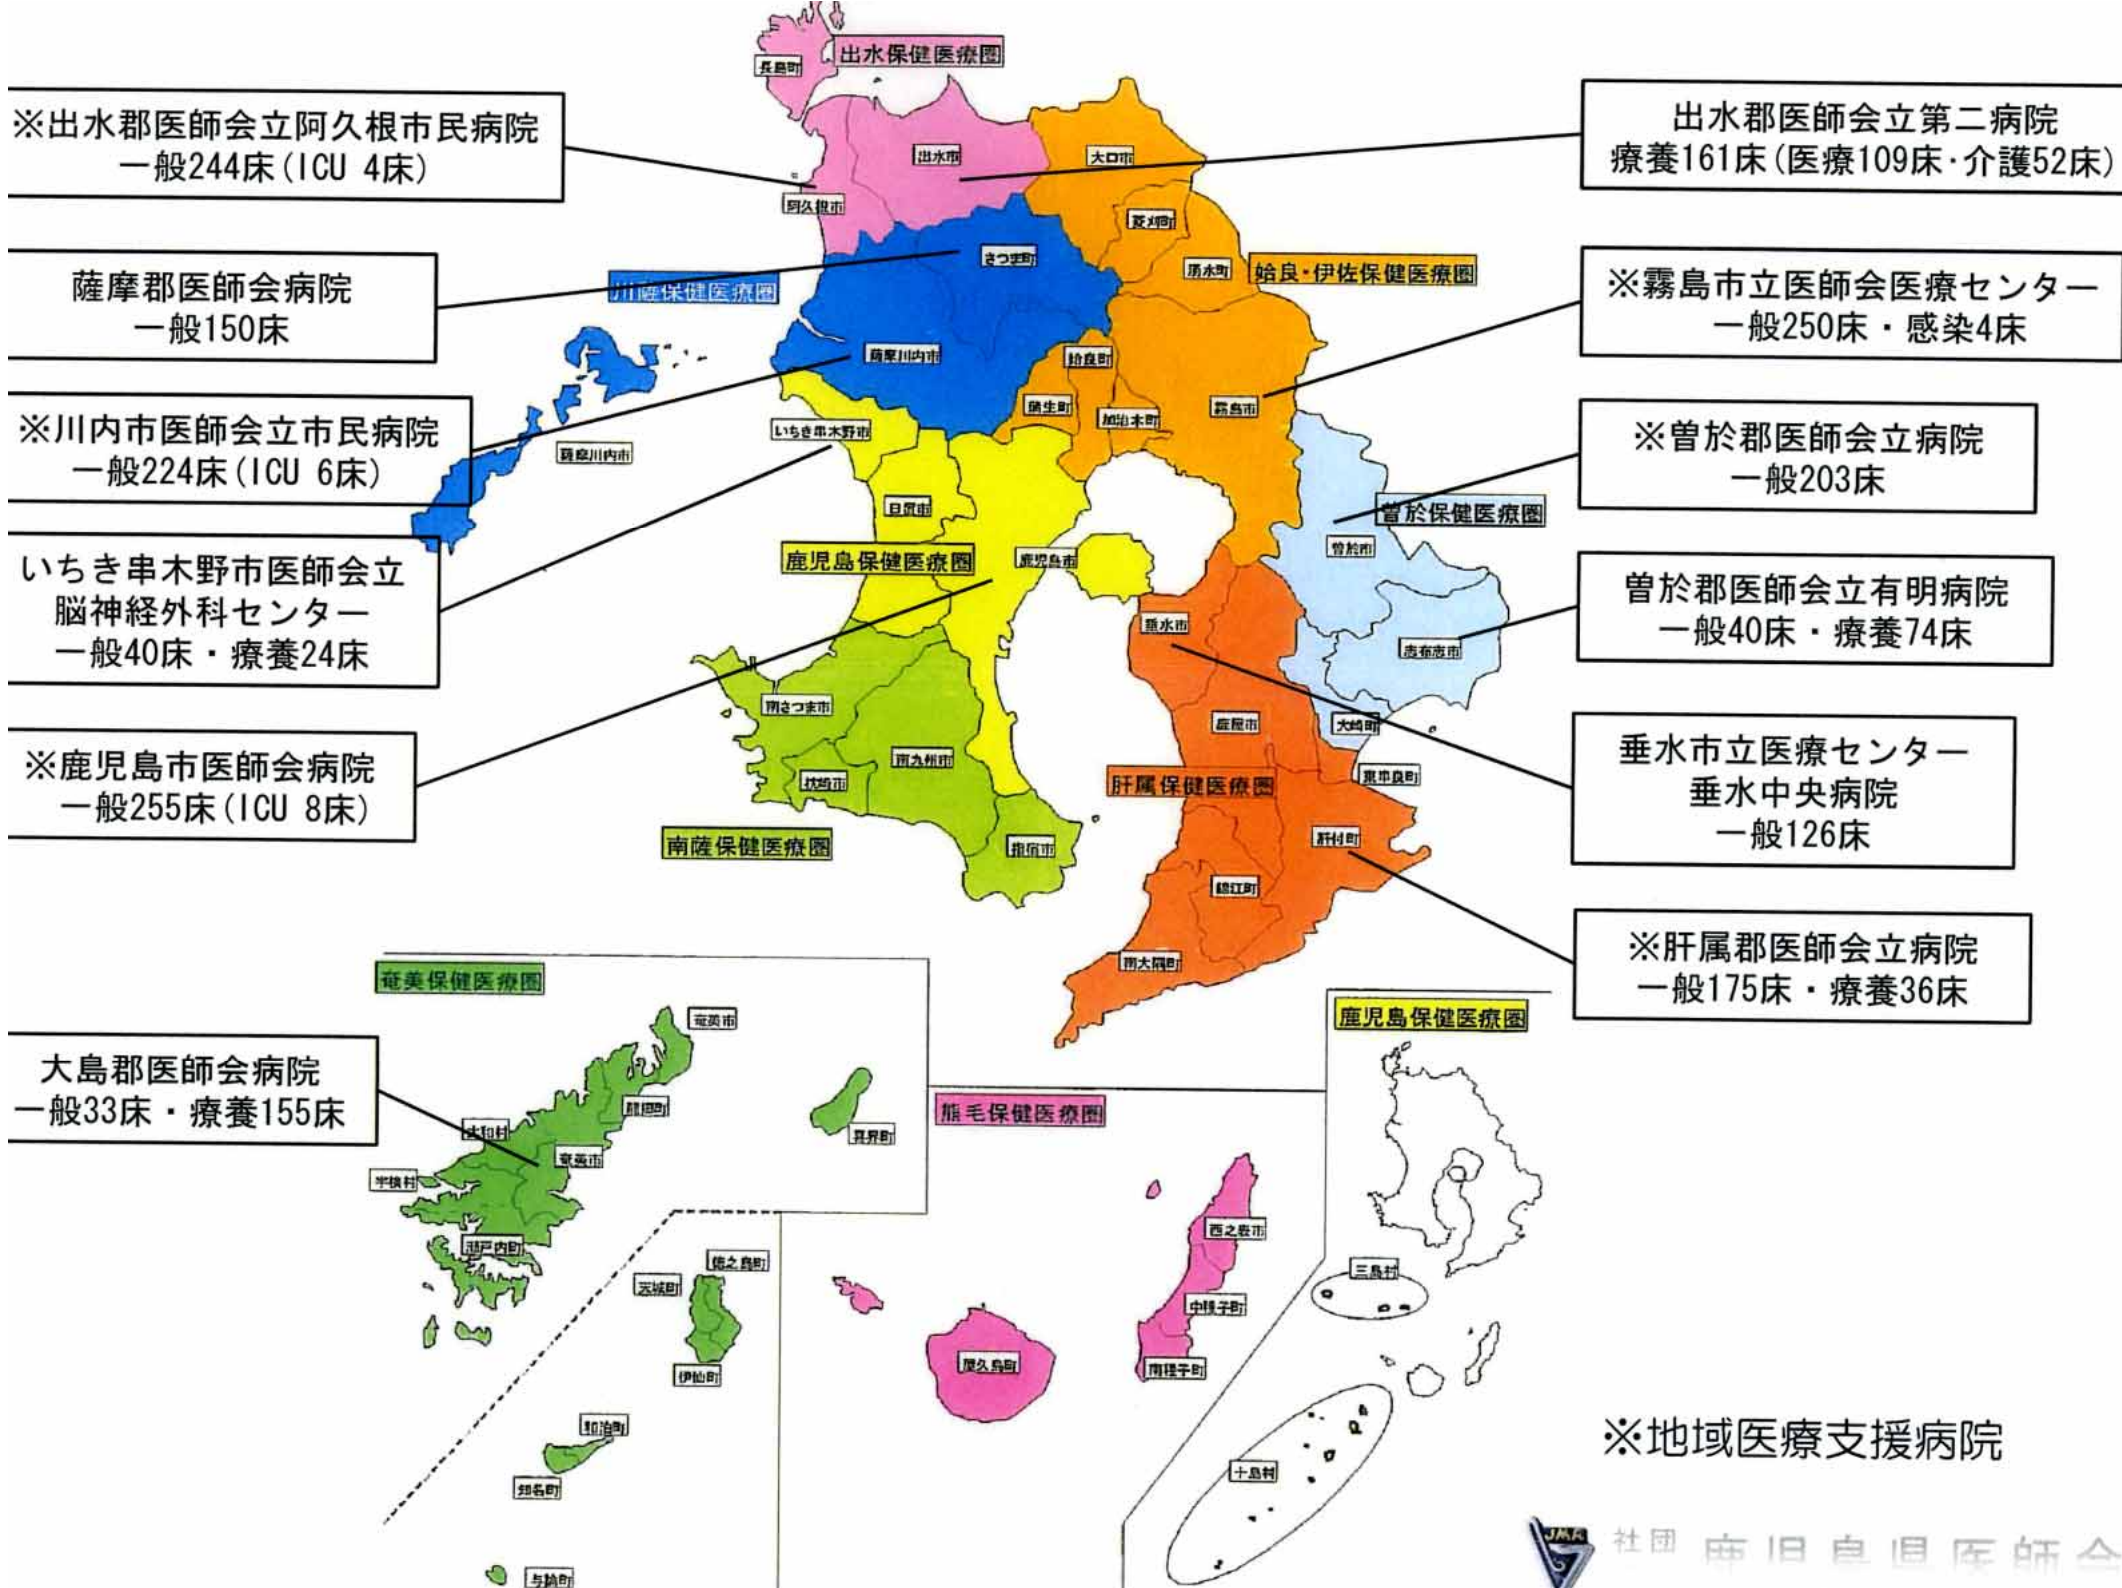 出水保健医療圏
長島町
※出水郡医師会立阿久根市民病院
一般244床(ICU 4床)
出水郡医師会立第二病院
療養161床(医療109床・介護52床)
出水市
大口市
阿久根市
菱刈町
薩摩郡医師会病院
一般150床
川薩保健医療圏
さつま町
湧水町
姶良・伊佐保健医療圏
※霧島市立医師会医療センター
一般250床・感染4床
薩摩川内市
姶良町
蒲生町
加治木町
霧島市
※川内市医師会立市民病院
一般224床(ICU 6床)
薩摩川内市
いちき串木野市
※曽於郡医師会立病院
一般203床
日置市
曽於保健医療圏
曽於市
鹿児島保健医療圏
鹿児島市
いちき串木野市医師会立
脳神経外科センター
一般40床・療養24床
曽於郡医師会立有明病院
一般40床・療養74床
垂水市
志布志市
南さつま市
鹿屋市
大崎町
※鹿児島市医師会病院
一般255床(ICU 8床)
南九州市
枕崎市
肝属保健医療圏
東串良町
垂水市立医療センター
垂水中央病院
一般126床
南薩保健医療圏
指宿市
肝付町
錦江町
南大隅町
※肝属郡医師会立病院
一般175床・療養36床
奄美保健医療圏
奄美市
鹿児島保健医療圏
大島郡医師会病院
一般33床・療養155床
龍郷町
大和村
奄美市
宇検村
瀬戸内町
喜界町
熊毛保健医療圏
西之表市
中種子町
南種子町
屋久島町
徳之島町
天城町
伊仙町
和泊町
知名町
与論町
三島村
十島村
※地域医療支援病院
JMA
社団 鹿児島県医師会